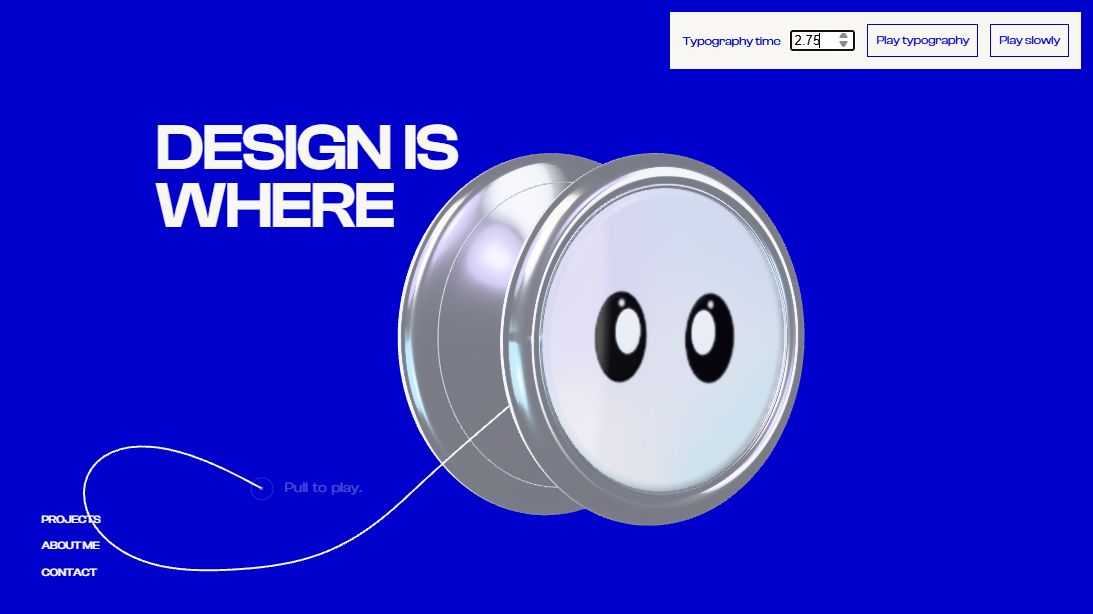 Typography time
2.75
Play typography
Play slowly
DESIGN IS
WHERE
Pull to play.
PROJECTS
ABOUT ME
CONTACT